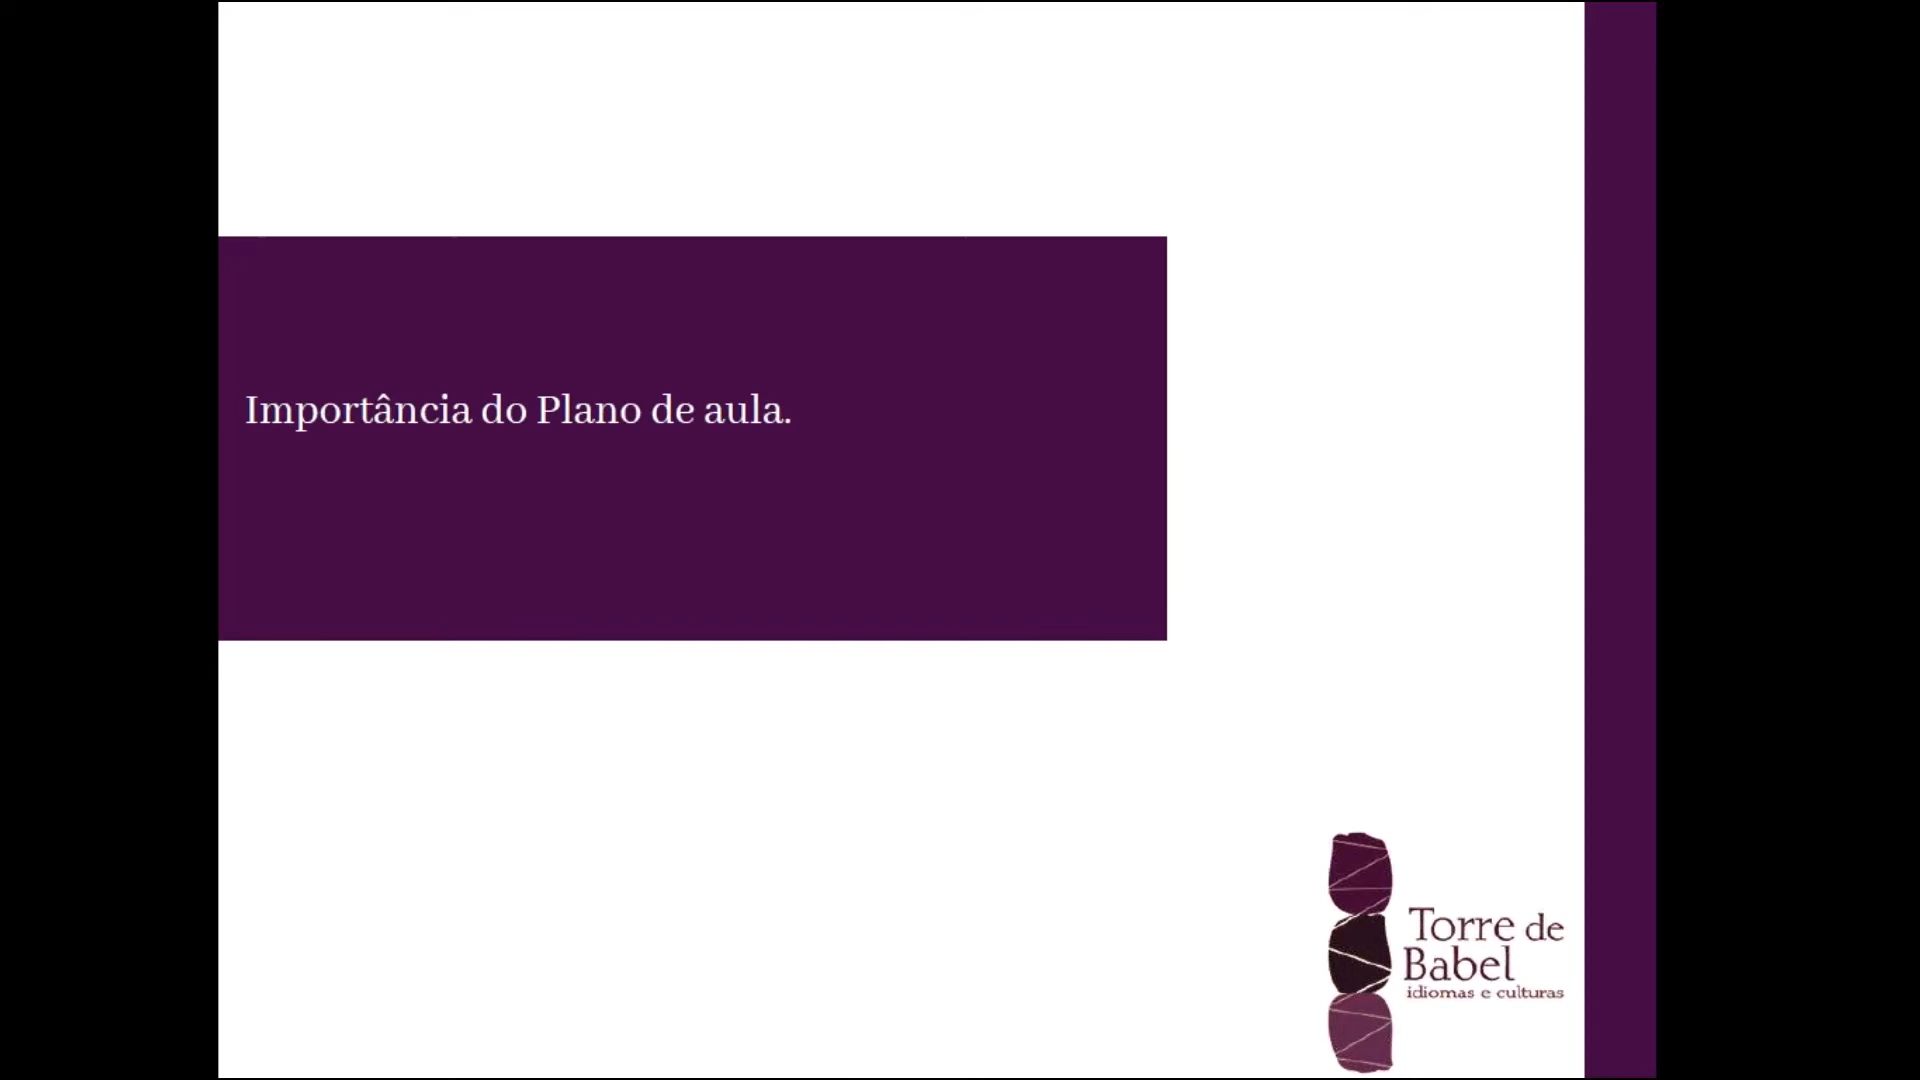 Importância do Plano de aula.
Torre de
Babel
idiomas e culturas